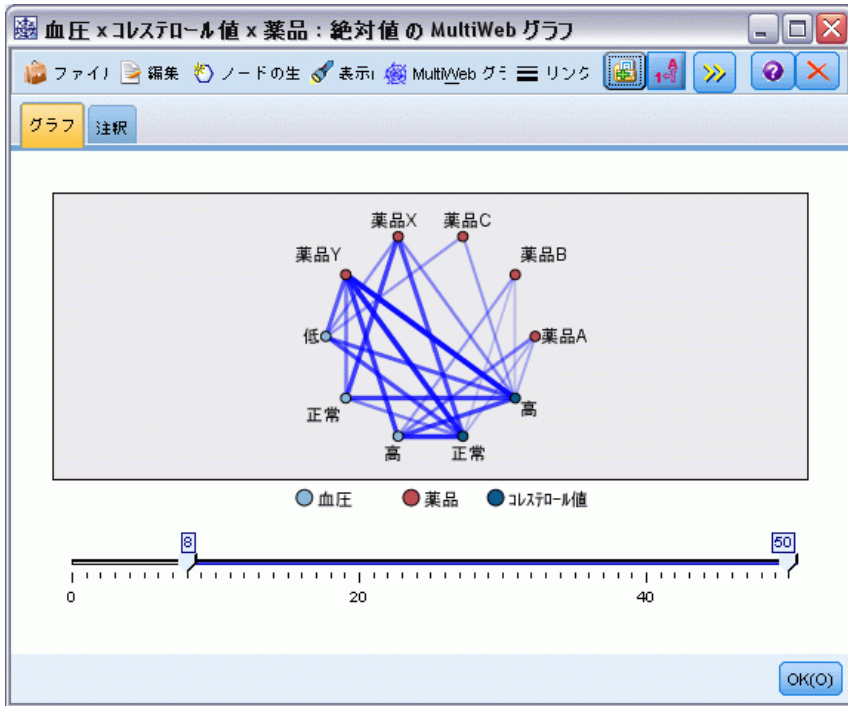 血圧 x コレステロール値 x 薬品 : 絶対値 の MultiWeb グラフ
ファイル 編集 ノードの生 表示( MultiWeb グラ リンク
グラフ 注釈
薬品X 薬品C
薬品Y 薬品B
低 薬品A
正常 高
高 正常
血圧 薬品 コレステロール値
8 50
0 20 40
OK(O)